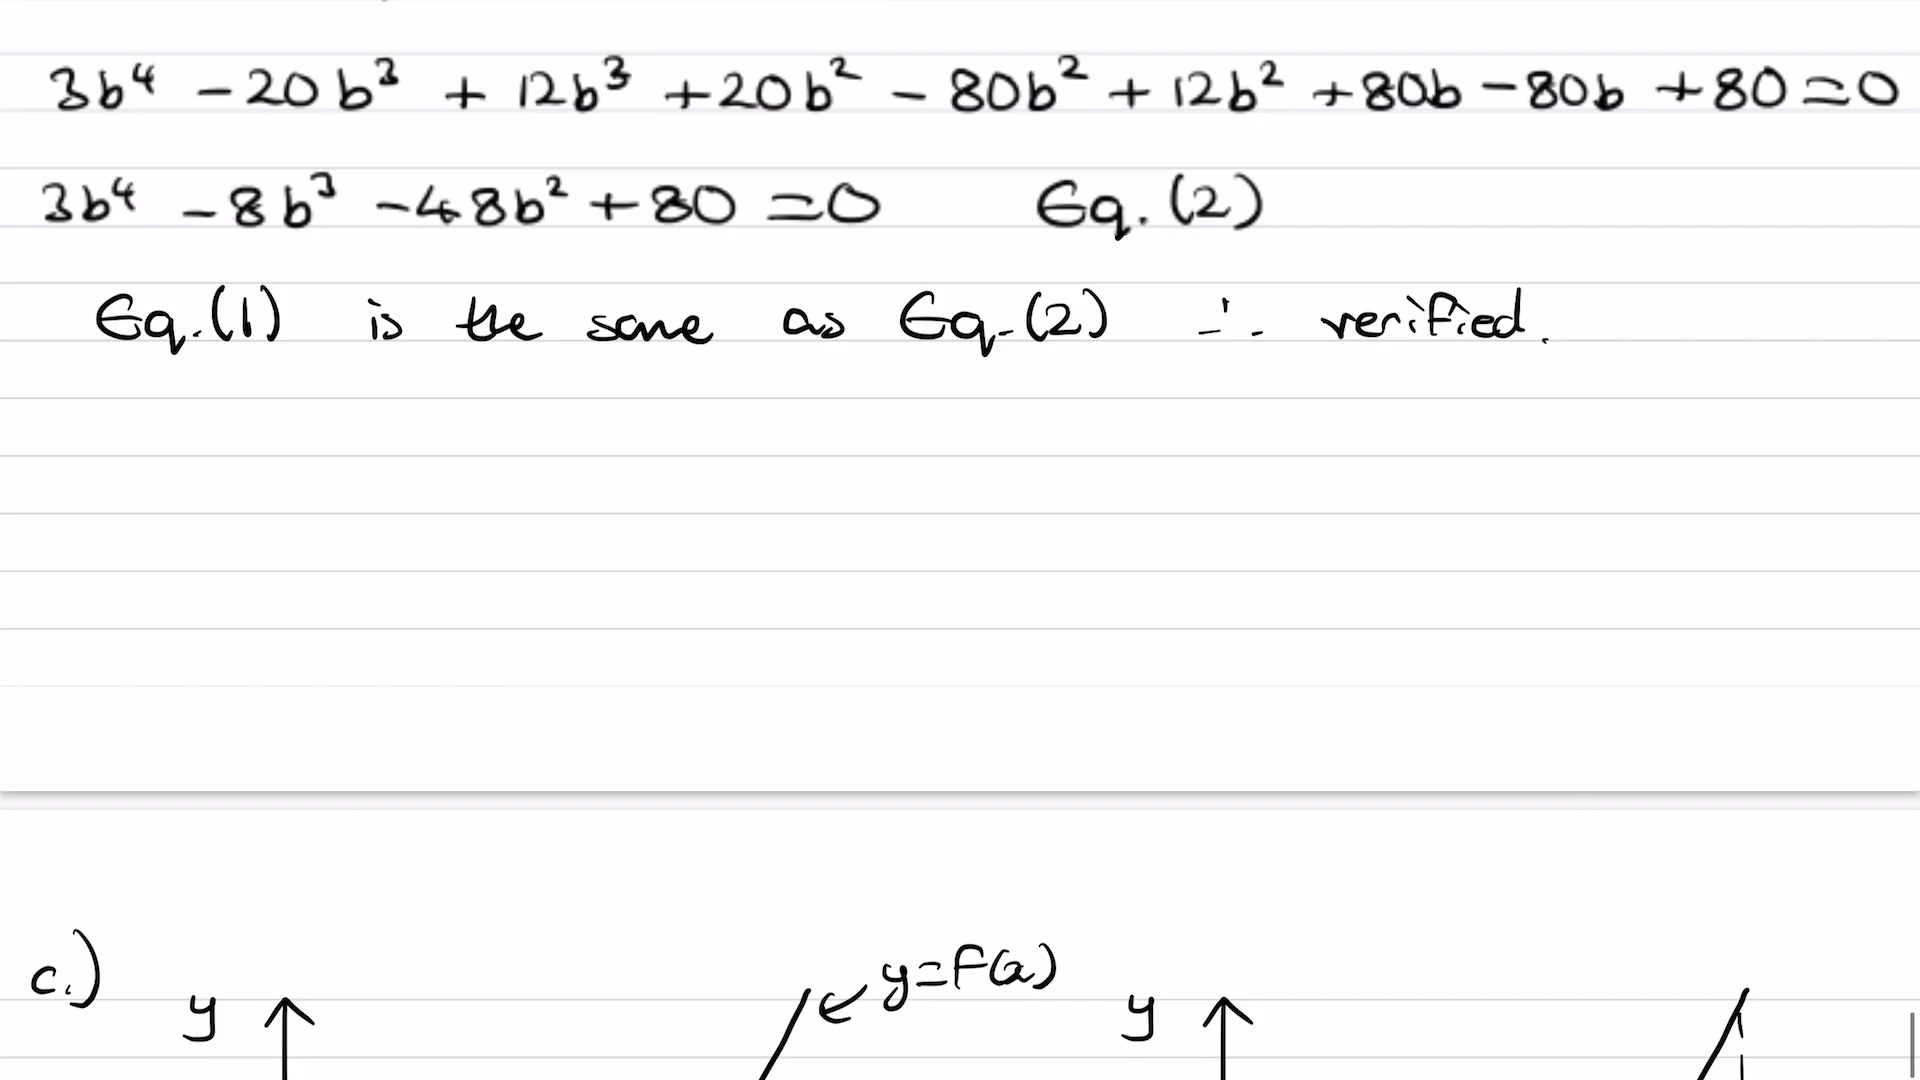 3b⁴ - 20b³ + 12b³ + 20b² - 80b² + 12b² + 80b - 80b + 80 = 0
3b⁴ - 8b³ - 48b² + 80 = 0 Eq. (2)
Eq. (1) is the same as Eq. (2) ∴ verified.
c.)
y y=f(x) y